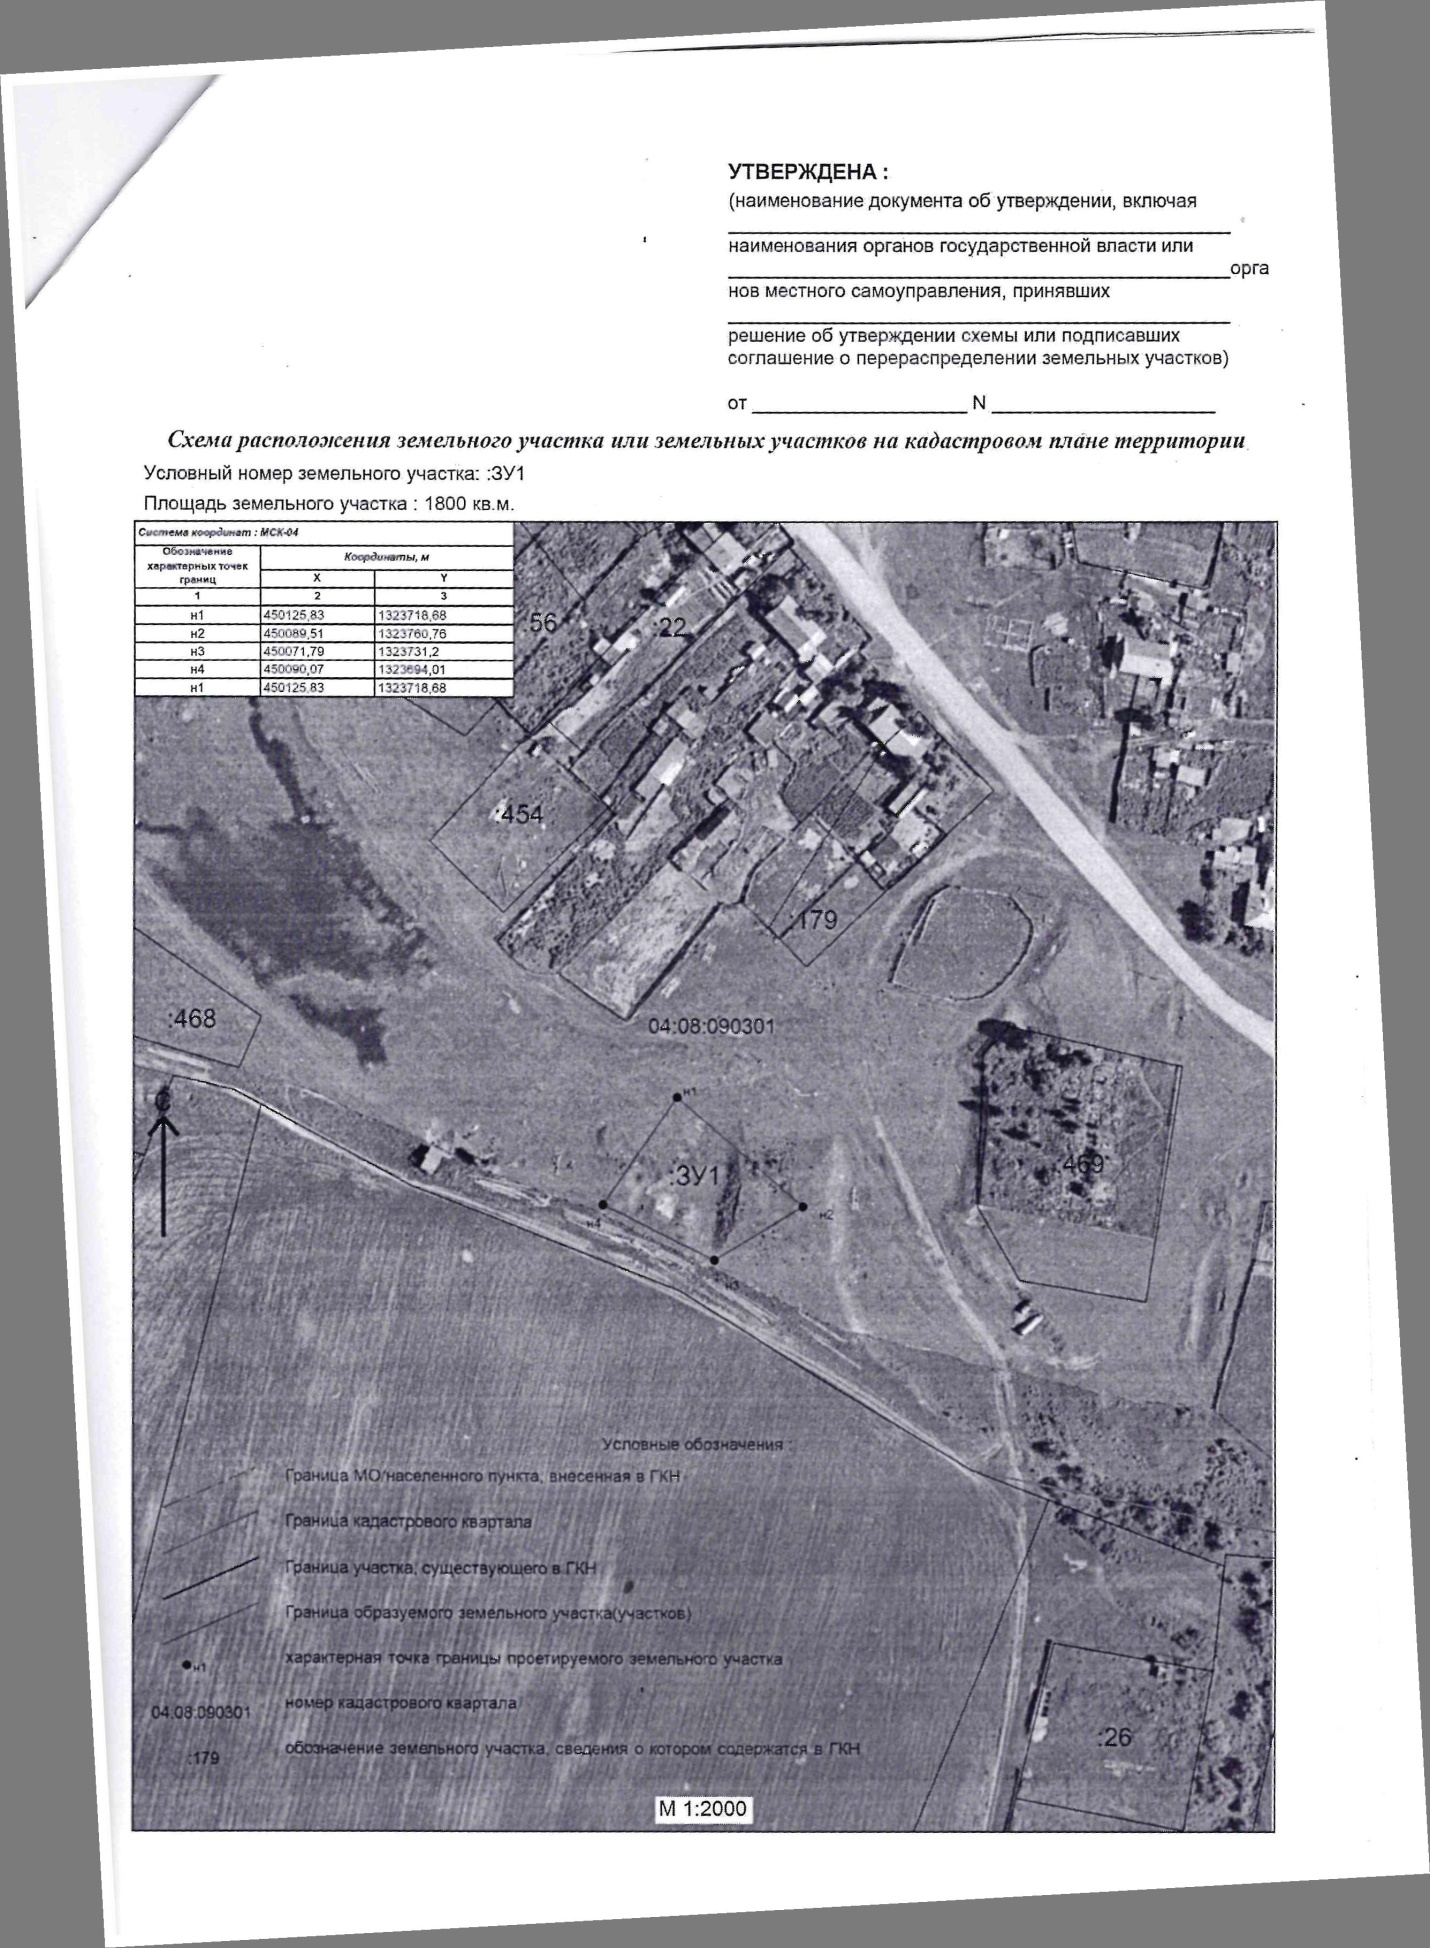 УТВЕРЖДЕНА :
(наименование документа об утверждении, включая
наименования органов государственной власти или
орга
нов местного самоуправления, принявших
решение об утверждении схемы или подписавших
соглашение о перераспределении земельных участков)
от ____________________ N ____________________
Схема расположения земельного участка или земельных участков на кадастровом плане территории
Условный номер земельного участка: :ЗУ1
Площадь земельного участка : 1800 кв.м.
Система координат : МСК-04
Обозначение характерных точек границ
Координаты, м
X Y
1 2 3
н1 450125,83 1323718,68
н2 450089,51 1323760,76
н3 450071,79 1323731,2
н4 450090,07 1323694,01
н1 450125,83 1323718,68
:56
:22
:454
:179
:468
04:08:090301
С
н1
:ЗУ1
:469
н4
н2
н3
Условные обозначения :
Граница МО/населенного пункта, внесенная в ГКН
Граница кадастрового квартала
Граница участка, существующего в ГКН
Граница образуемого земельного участка(участков)
н1 характерная точка границы проетируемого земельного участка
04:08:090301 номер кадастрового квартала
:179 обозначение земельного участка, сведения о котором содержатся в ГКН
:26
М 1:2000